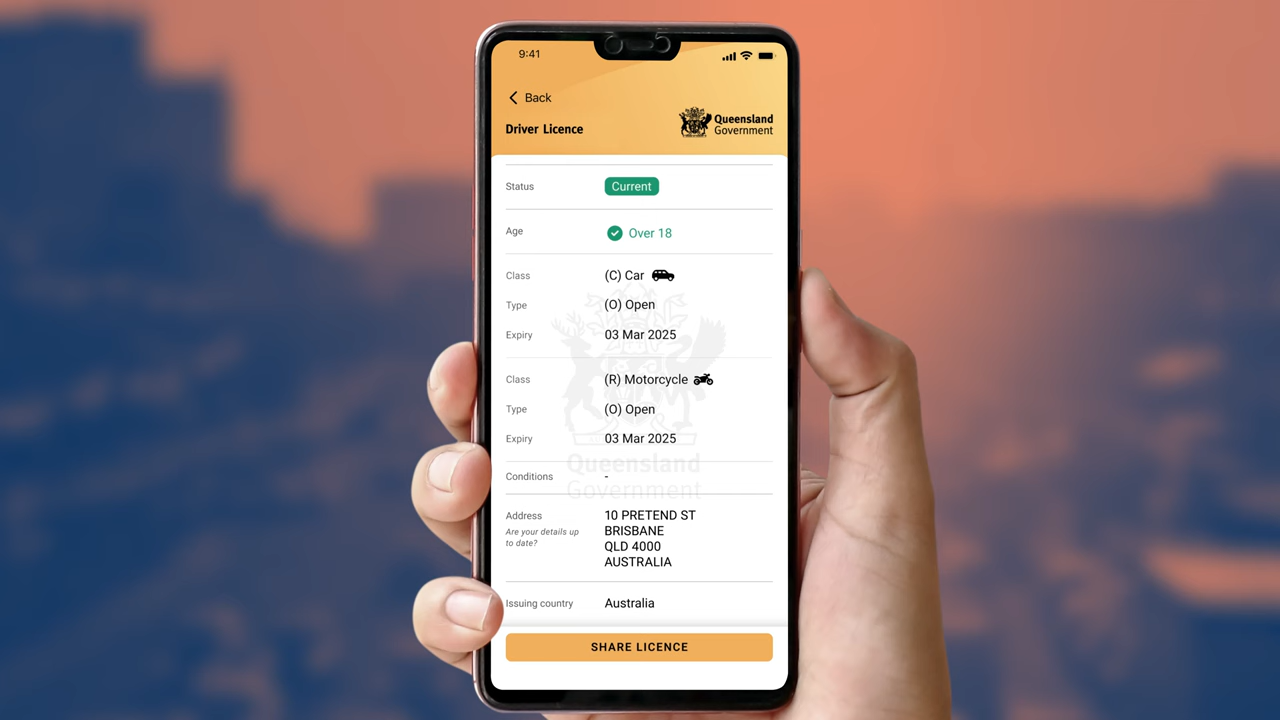 9:41
Back
Driver Licence
Queensland
Government
Status Current
Age Over 18
Class (C) Car
Type (O) Open
Expiry 03 Mar 2025
Class (R) Motorcycle
Type (O) Open
Expiry 03 Mar 2025
Queensland
Government
Conditions -
Address 10 PRETEND ST
Are your details up BRISBANE
to date? QLD 4000
AUSTRALIA
Issuing country Australia
SHARE LICENCE